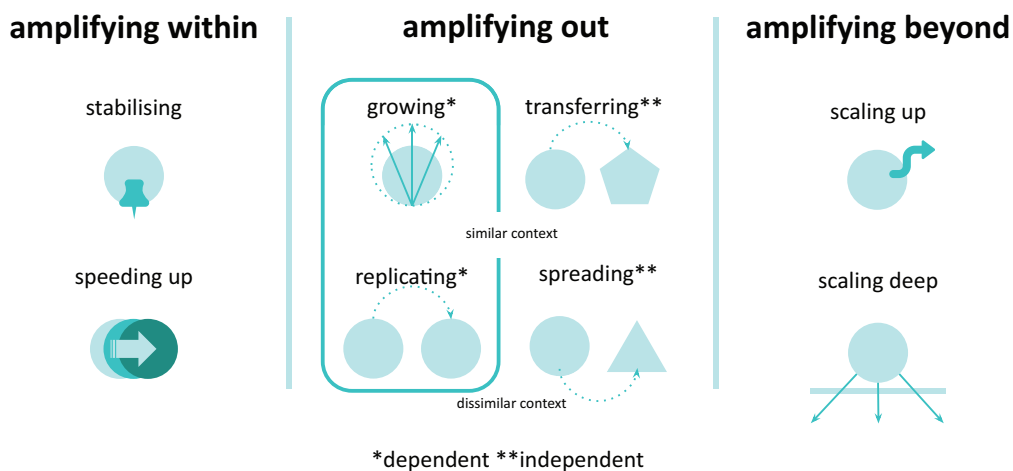 amplifying within
amplifying out
amplifying beyond
stabilising
growing*
transferring**
scaling up
similar context
speeding up
replicating*
spreading**
scaling deep
dissimilar context
*dependent **independent